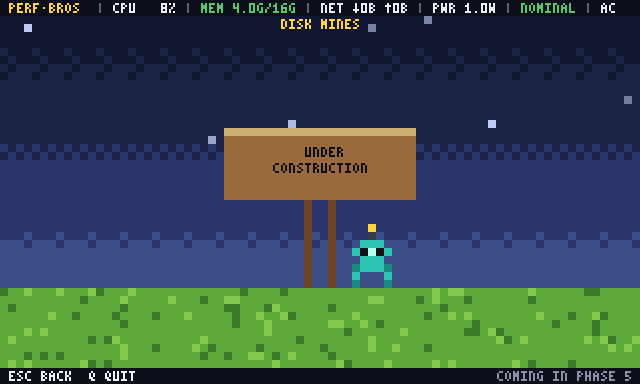 PERF·BROS | CPU 8% | MEM 4.0G/16G | NET ↓0B ↑0B | PWR 1.0W | NOMINAL | AC
DISK MINES
UNDER
CONSTRUCTION
ESC BACK Q QUIT
COMING IN PHASE 5